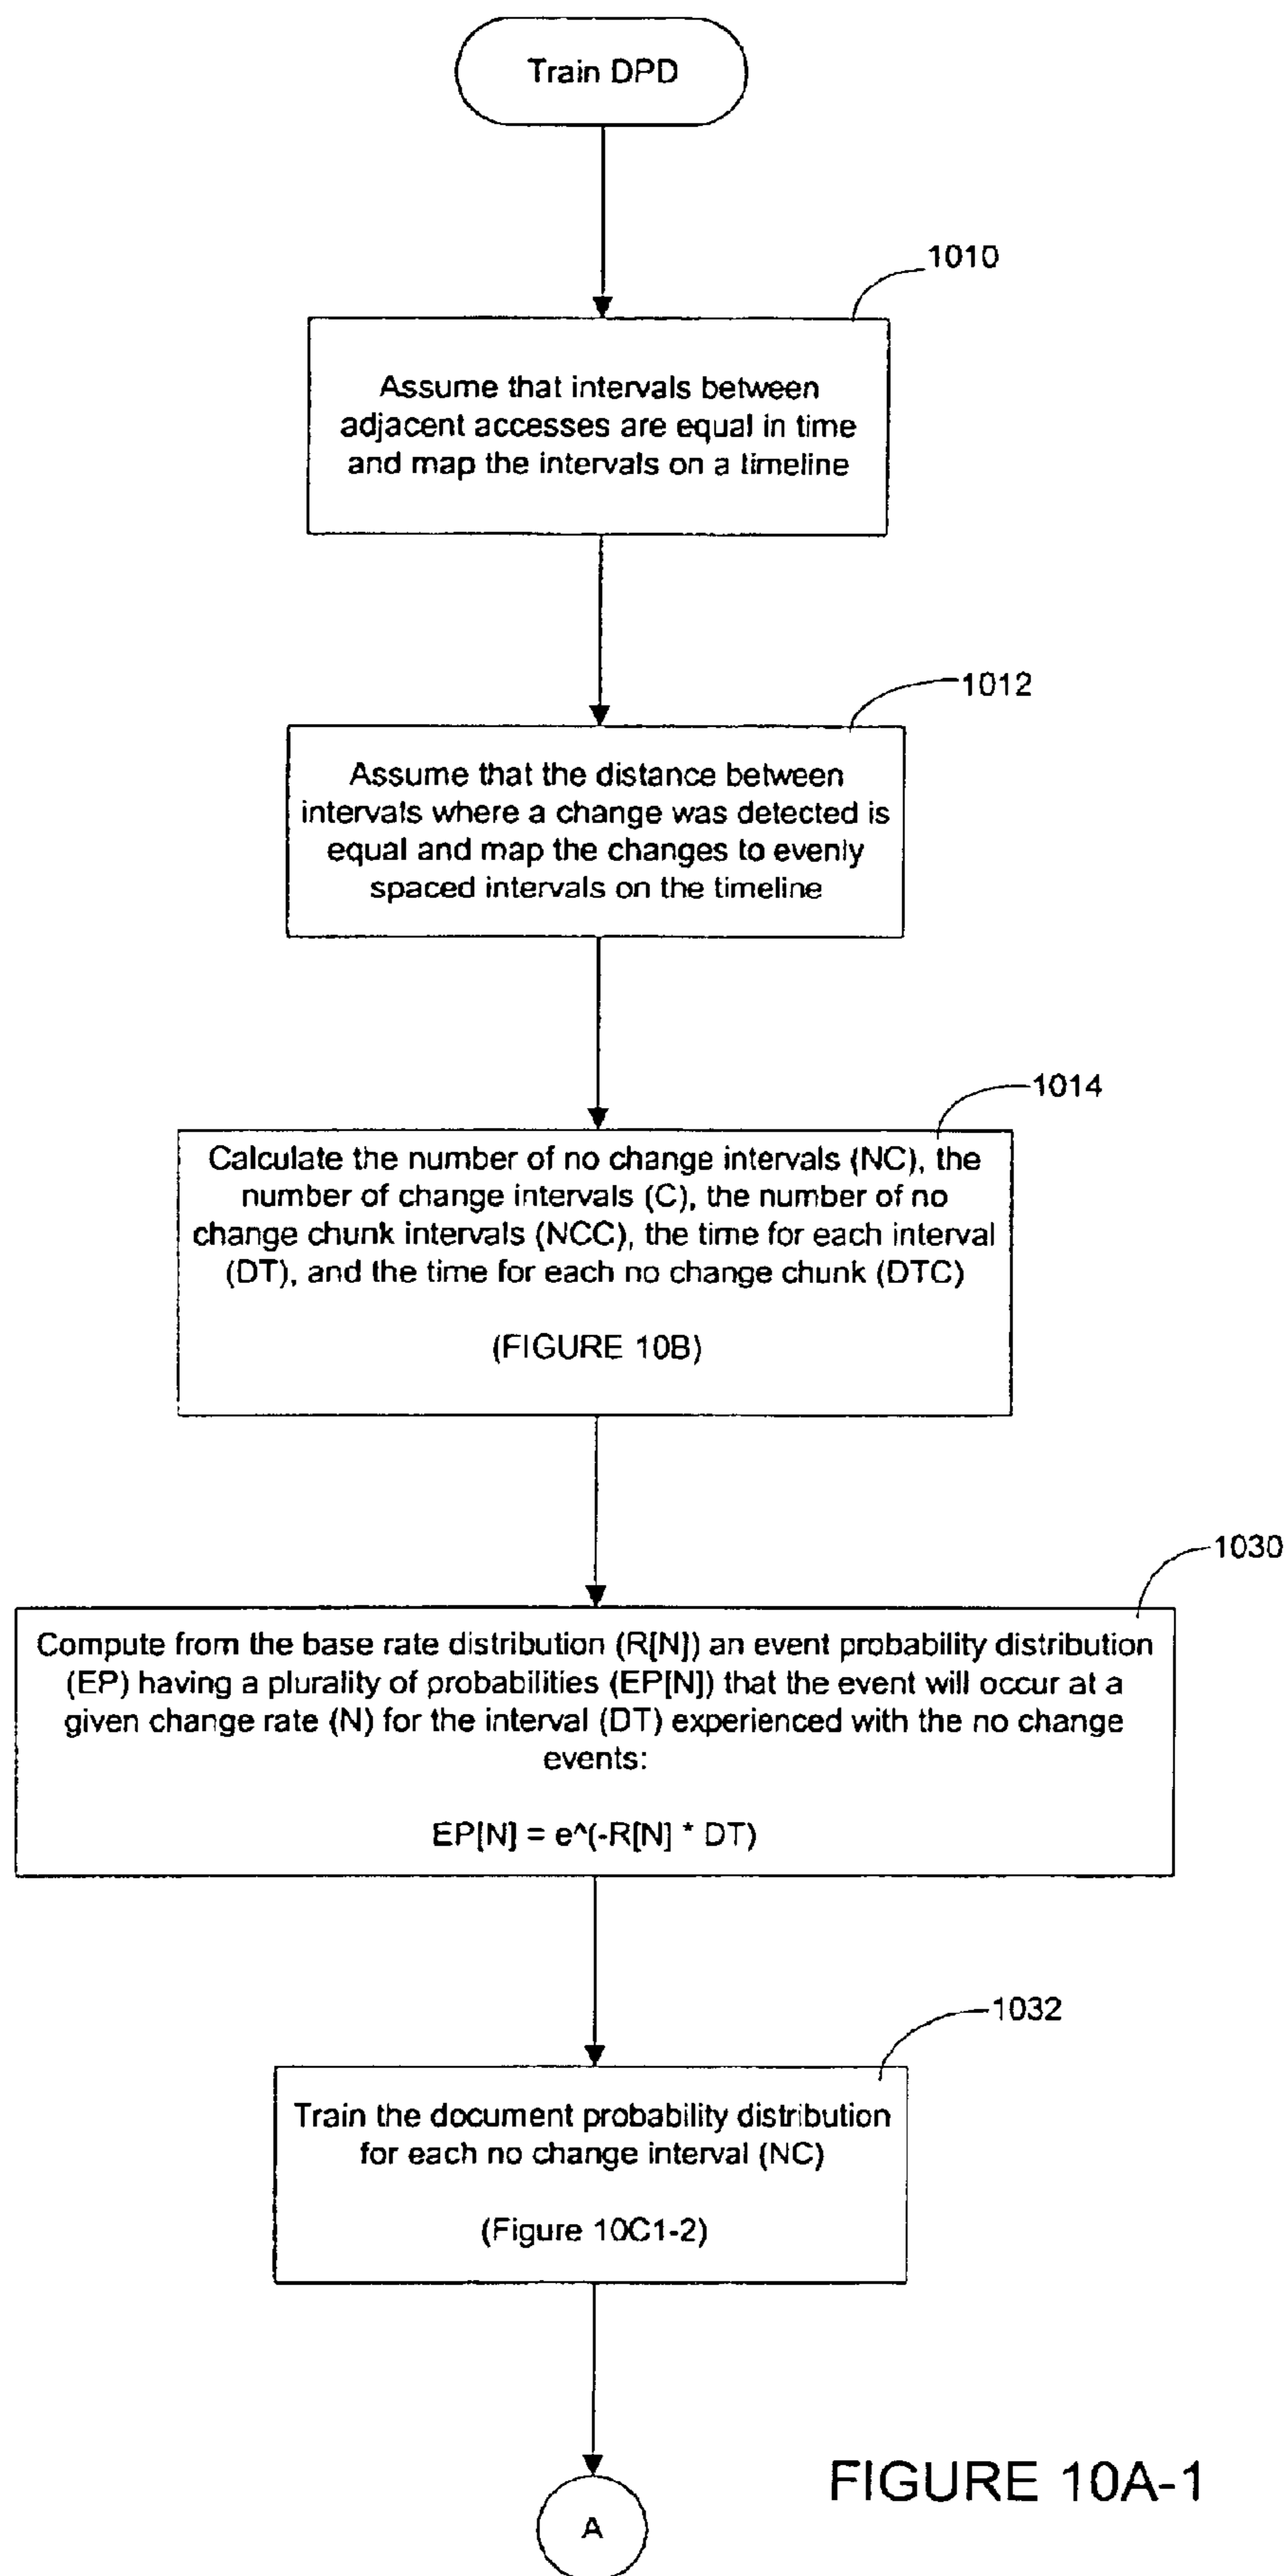 Train DPD
1010
Assume that intervals between
adjacent accesses are equal in time
and map the intervals on a timeline
1012
Assume that the distance between
intervals where a change was detected is
equal and map the changes to evenly
spaced intervals on the timeline
1014
Calculate the number of no change intervals (NC), the
number of change intervals (C), the number of no
change chunk intervals (NCC), the time for each interval
(DT), and the time for each no change chunk (DTC)
(FIGURE 10B)
1030
Compute from the base rate distribution (R[N]) an event probability distribution
(EP) having a plurality of probabilities (EP[N]) that the event will occur at a
given change rate (N) for the interval (DT) experienced with the no change
events:
EP[N] = e^(-R[N] * DT)
1032
Train the document probability distribution
for each no change interval (NC)
(Figure 10C1-2)
A
FIGURE 10A-1